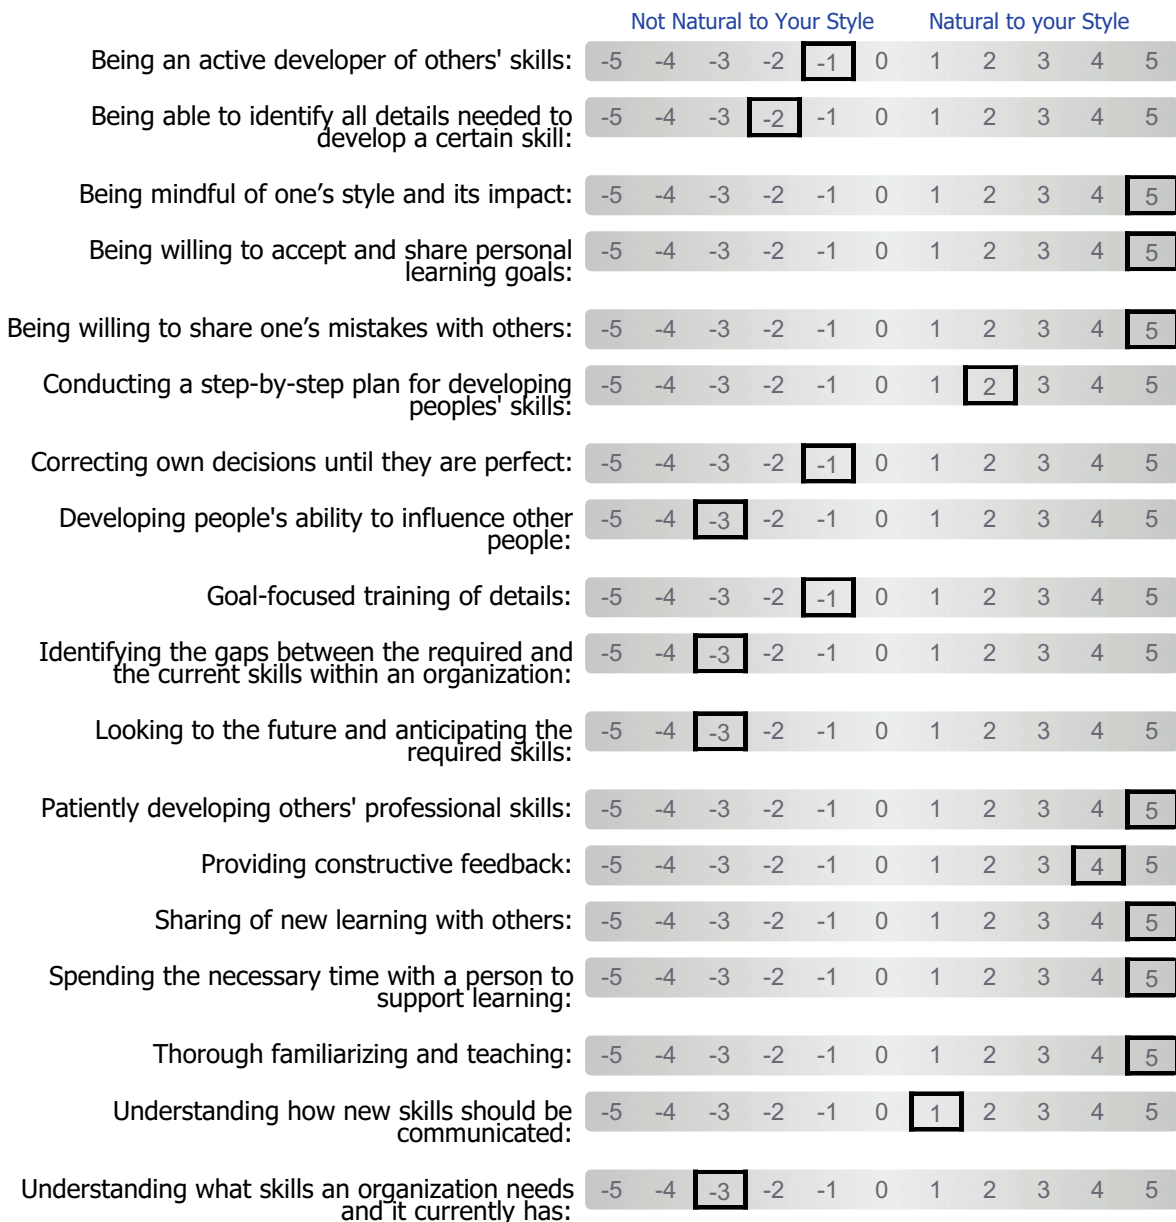 Not Natural to Your Style Natural to your Style
Being an active developer of others' skills: -5 -4 -3 -2 -1 0 1 2 3 4 5
Being able to identify all details needed to
develop a certain skill: -5 -4 -3 -2 -1 0 1 2 3 4 5
Being mindful of one’s style and its impact: -5 -4 -3 -2 -1 0 1 2 3 4 5
Being willing to accept and share personal
learning goals: -5 -4 -3 -2 -1 0 1 2 3 4 5
Being willing to share one’s mistakes with others: -5 -4 -3 -2 -1 0 1 2 3 4 5
Conducting a step-by-step plan for developing
peoples' skills: -5 -4 -3 -2 -1 0 1 2 3 4 5
Correcting own decisions until they are perfect: -5 -4 -3 -2 -1 0 1 2 3 4 5
Developing people's ability to influence other
people: -5 -4 -3 -2 -1 0 1 2 3 4 5
Goal-focused training of details: -5 -4 -3 -2 -1 0 1 2 3 4 5
Identifying the gaps between the required and
the current skills within an organization: -5 -4 -3 -2 -1 0 1 2 3 4 5
Looking to the future and anticipating the
required skills: -5 -4 -3 -2 -1 0 1 2 3 4 5
Patiently developing others' professional skills: -5 -4 -3 -2 -1 0 1 2 3 4 5
Providing constructive feedback: -5 -4 -3 -2 -1 0 1 2 3 4 5
Sharing of new learning with others: -5 -4 -3 -2 -1 0 1 2 3 4 5
Spending the necessary time with a person to
support learning: -5 -4 -3 -2 -1 0 1 2 3 4 5
Thorough familiarizing and teaching: -5 -4 -3 -2 -1 0 1 2 3 4 5
Understanding how new skills should be
communicated: -5 -4 -3 -2 -1 0 1 2 3 4 5
Understanding what skills an organization needs
and it currently has: -5 -4 -3 -2 -1 0 1 2 3 4 5